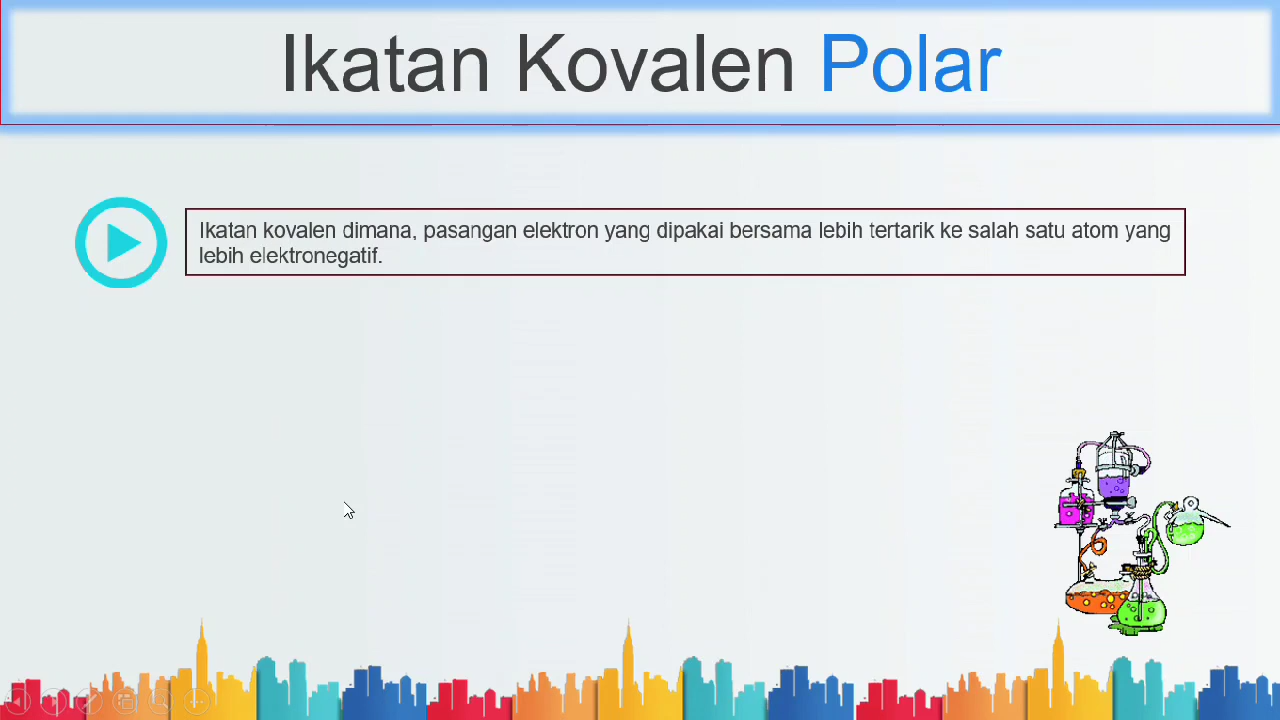 Ikatan Kovalen Polar
Ikatan kovalen dimana, pasangan elektron yang dipakai bersama lebih tertarik ke salah satu atom yang
lebih elektronegatif.